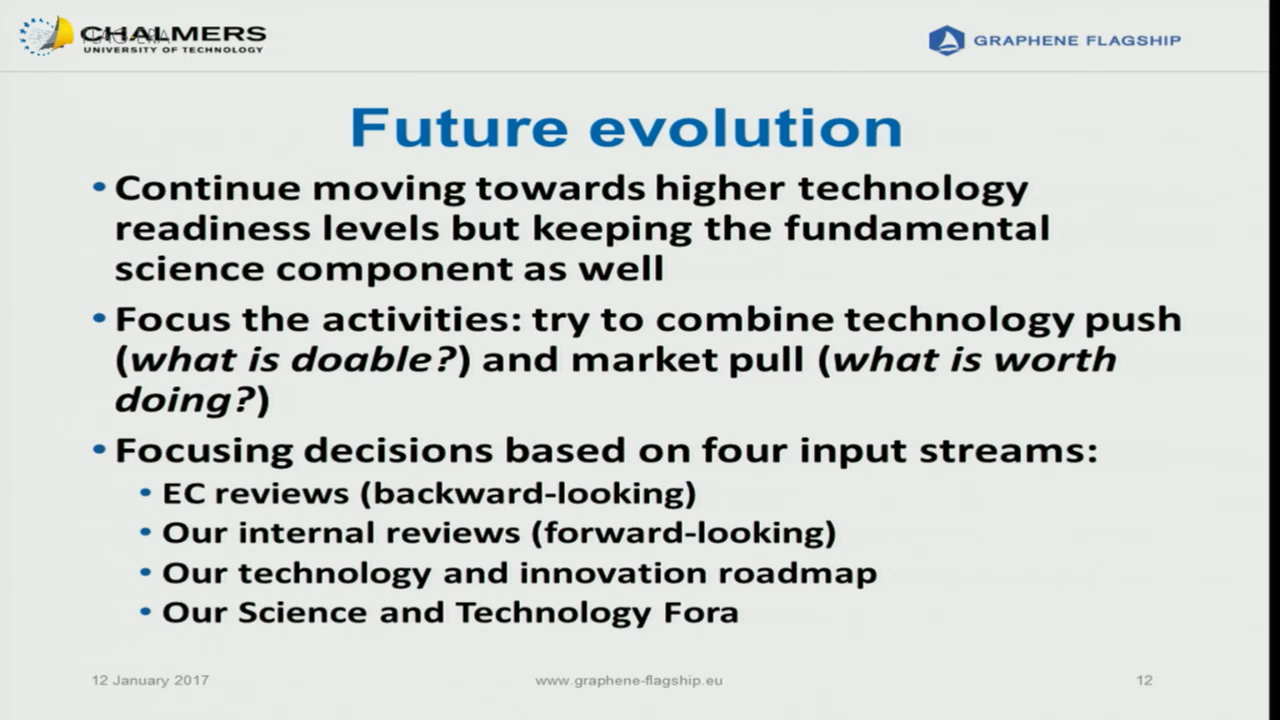 CHALMERS
FLAG-ERA
UNIVERSITY OF TECHNOLOGY
GRAPHENE FLAGSHIP
Future evolution
• Continue moving towards higher technology
readiness levels but keeping the fundamental
science component as well
• Focus the activities: try to combine technology push
(what is doable?) and market pull (what is worth
doing?)
• Focusing decisions based on four input streams:
• EC reviews (backward-looking)
• Our internal reviews (forward-looking)
• Our technology and innovation roadmap
• Our Science and Technology Fora
12 January 2017
www.graphene-flagship.eu
12